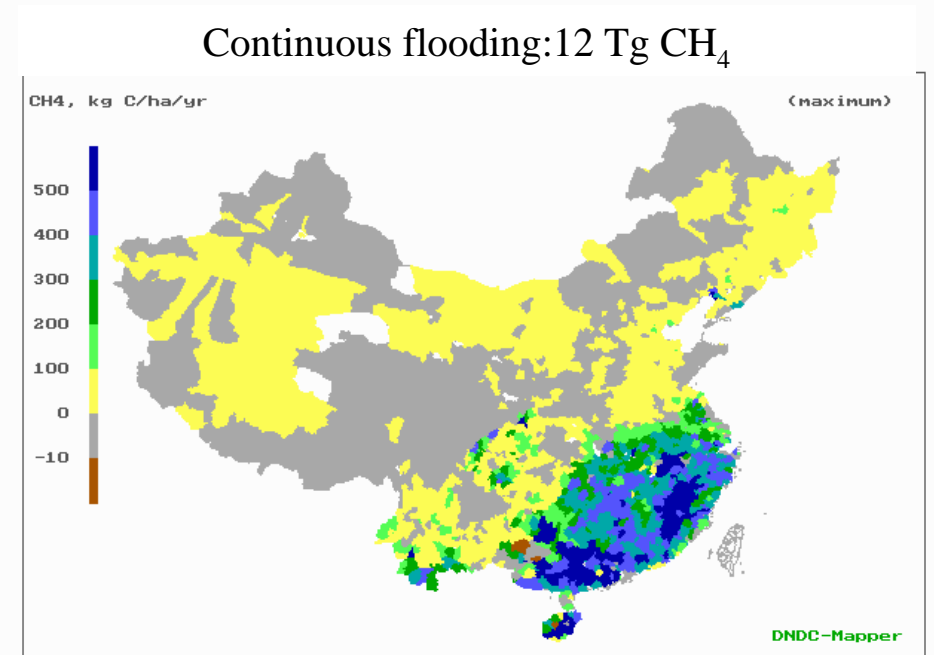 Continuous flooding:12 Tg CH₄
CH4, kg C/ha/yr (maximum)
500
400
300
200
100
0
-10
DNDC-Mapper